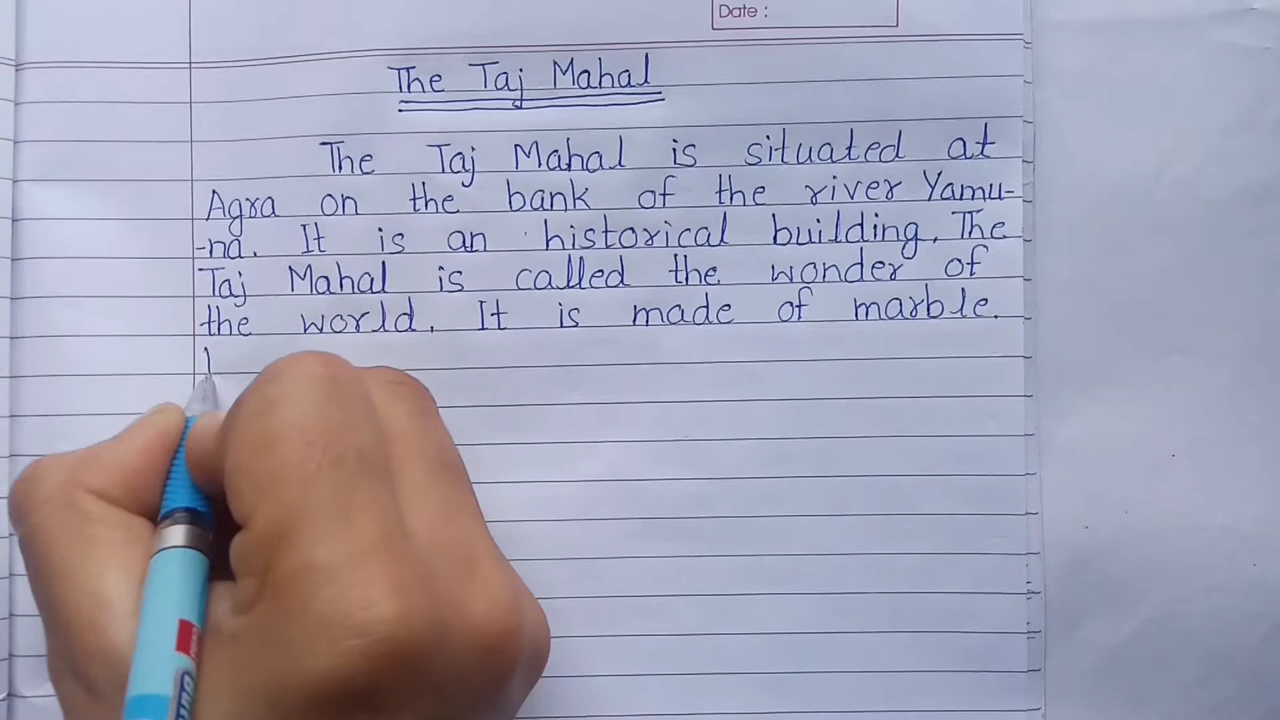 Date :
The Taj Mahal
The Taj Mahal is situated at
Agra on the bank of the river Yamu-
-na. It is an historical building. The
Taj Mahal is called the wonder of
the world. It is made of marble.